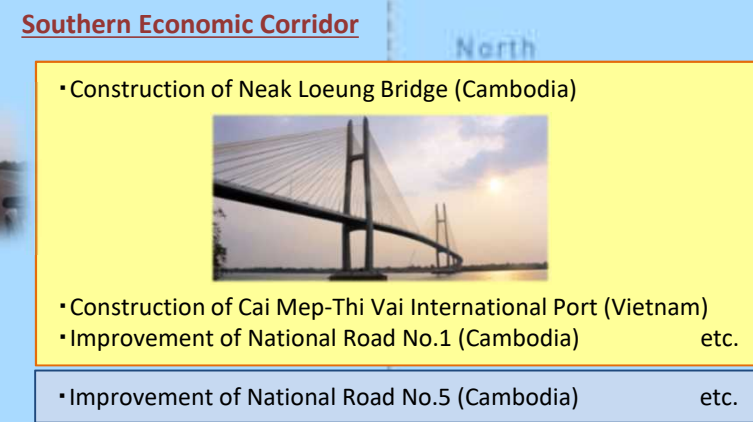 Southern Economic Corridor
North
・Construction of Neak Loeung Bridge (Cambodia)
・Construction of Cai Mep-Thi Vai International Port (Vietnam)
・Improvement of National Road No.1 (Cambodia) etc.
・Improvement of National Road No.5 (Cambodia) etc.